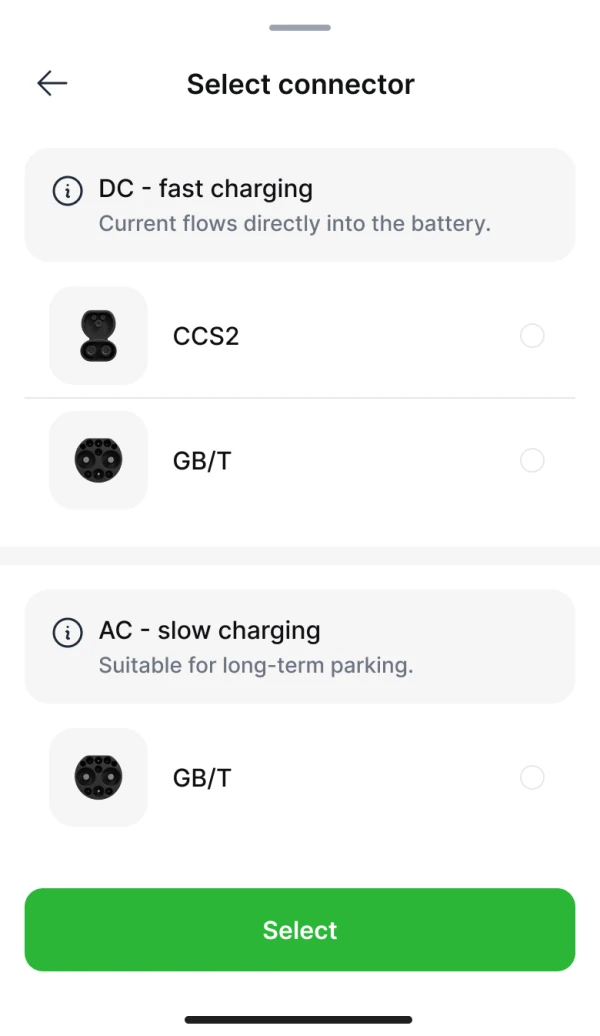 Select connector
DC - fast charging
Current flows directly into the battery.
CCS2
GB/T
AC - slow charging
Suitable for long-term parking.
GB/T
Select